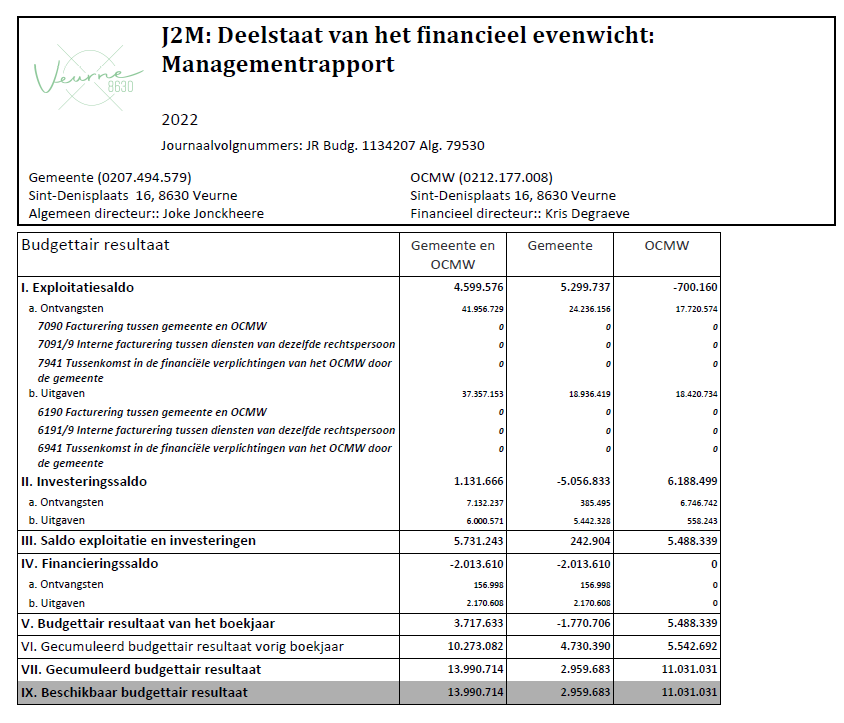 J2M: Deelstaat van het financieel evenwicht:
Managementrapport
Veurne
8630
2022
Journaalvolgnummers: JR Budg. 1134207 Alg. 79530
Gemeente (0207.494.579) OCMW (0212.177.008)
Sint-Denisplaats 16, 8630 Veurne Sint-Denisplaats 16, 8630 Veurne
Algemeen directeur:: Joke Jonckheere Financieel directeur:: Kris Degraeve
Budgettair resultaat Gemeente en OCMW Gemeente OCMW
I. Exploitatiesaldo 4.599.576 5.299.737 -700.160
a. Ontvangsten 41.956.729 24.236.156 17.720.574
7090 Facturering tussen gemeente en OCMW 0 0 0
7091/9 Interne facturering tussen diensten van dezelfde rechtspersoon 0 0 0
7941 Tussenkomst in de financiële verplichtingen van het OCMW door 0 0 0
de gemeente
b. Uitgaven 37.357.153 18.936.419 18.420.734
6190 Facturering tussen gemeente en OCMW 0 0 0
6191/9 Interne facturering tussen diensten van dezelfde rechtspersoon 0 0 0
6941 Tussenkomst in de financiële verplichtingen van het OCMW door 0 0 0
de gemeente
II. Investeringssaldo 1.131.666 -5.056.833 6.188.499
a. Ontvangsten 7.132.237 385.495 6.746.742
b. Uitgaven 6.000.571 5.442.328 558.243
III. Saldo exploitatie en investeringen 5.731.243 242.904 5.488.339
IV. Financieringssaldo -2.013.610 -2.013.610 0
a. Ontvangsten 156.998 156.998 0
b. Uitgaven 2.170.608 2.170.608 0
V. Budgettair resultaat van het boekjaar 3.717.633 -1.770.706 5.488.339
VI. Gecumuleerd budgettair resultaat vorig boekjaar 10.273.082 4.730.390 5.542.692
VII. Gecumuleerd budgettair resultaat 13.990.714 2.959.683 11.031.031
IX. Beschikbaar budgettair resultaat 13.990.714 2.959.683 11.031.031